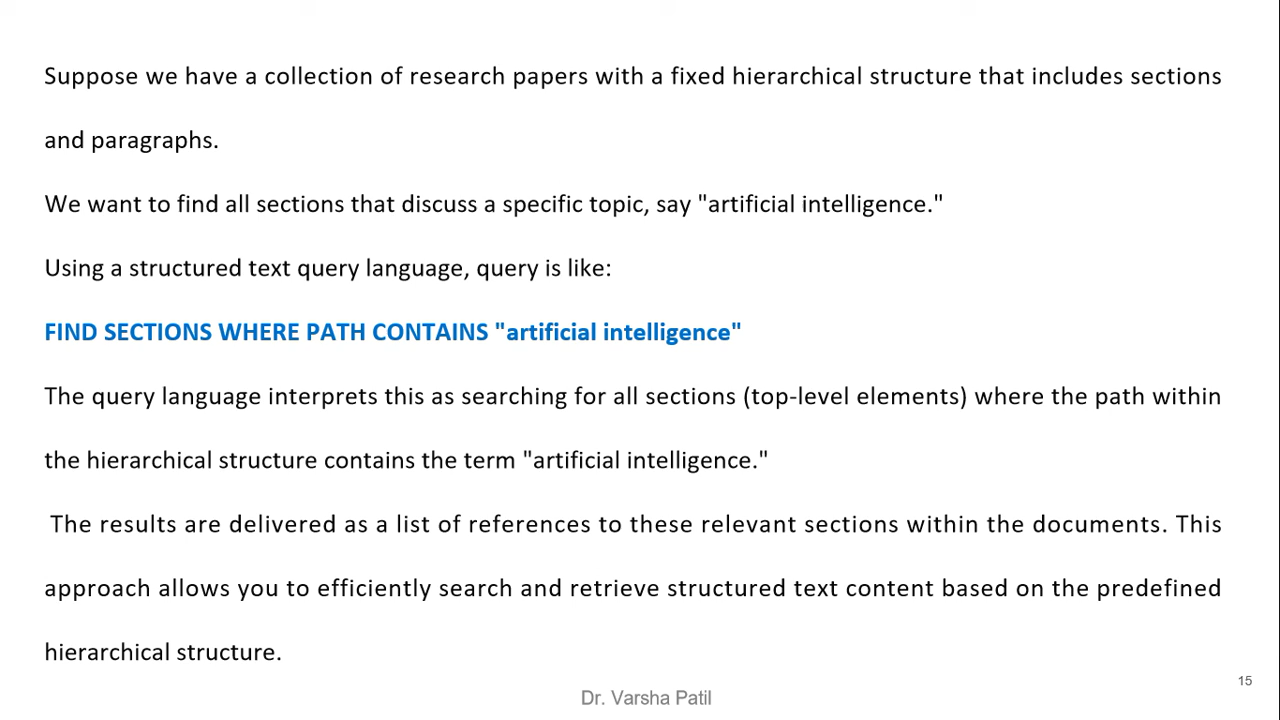 Suppose we have a collection of research papers with a fixed hierarchical structure that includes sections
and paragraphs.
We want to find all sections that discuss a specific topic, say "artificial intelligence."
Using a structured text query language, query is like:
FIND SECTIONS WHERE PATH CONTAINS "artificial intelligence"
The query language interprets this as searching for all sections (top-level elements) where the path within
the hierarchical structure contains the term "artificial intelligence."
The results are delivered as a list of references to these relevant sections within the documents. This
approach allows you to efficiently search and retrieve structured text content based on the predefined
hierarchical structure.
15
Dr. Varsha Patil